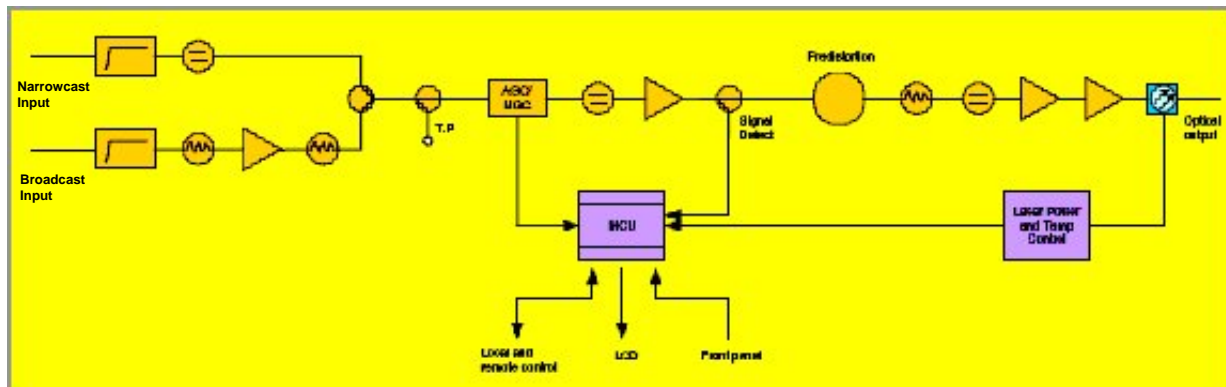 Narrowcast
Input
Broadcast
Input
T.P
AGC/
MGC
Signal
Detect
Predistortion
Optical
output
MCU
Laser Power
and Temp
Control
Local and
remote control
LCD
Front panel